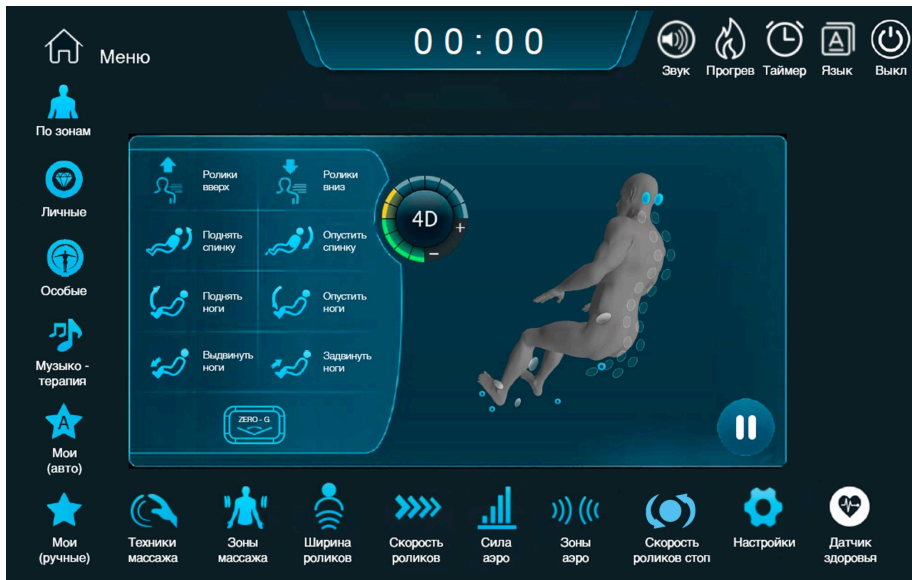 Меню
00:00
Звук
Прогрев
Таймер
A
Язык
Выкл
По зонам
Личные
Особые
Музыко -
терапия
A
Мои
(авто)
Мои
(ручные)
Ролики
вверх
Ролики
вниз
Поднять
спинку
Опустить
спинку
Поднять
ноги
Опустить
ноги
Выдвинуть
ноги
Задвинуть
ноги
ZERO - G
4D
+
−
Техники
массажа
Зоны
массажа
Ширина
роликов
Скорость
роликов
Сила
аэро
Зоны
аэро
Скорость
роликов стоп
Настройки
Датчик
здоровья